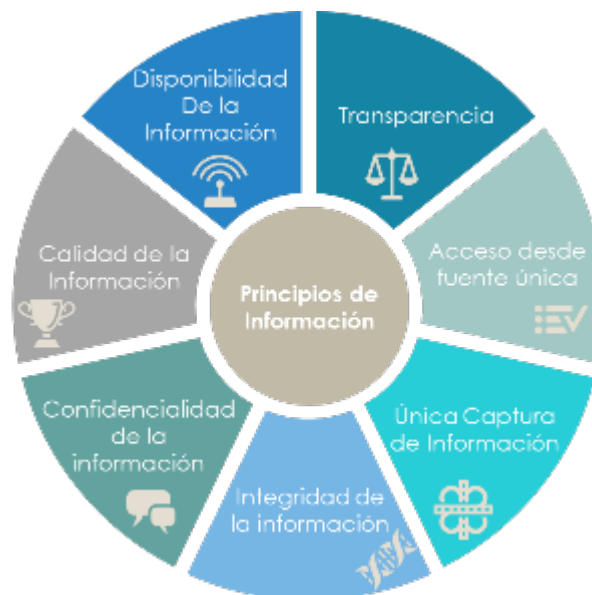 Disponibilidad
De la
Información
Transparencia
Acceso desde
fuente única
Única Captura
de Información
Integridad de
la información
Confidencialidad
de la
información
Calidad de la
Información
Principios de
Información